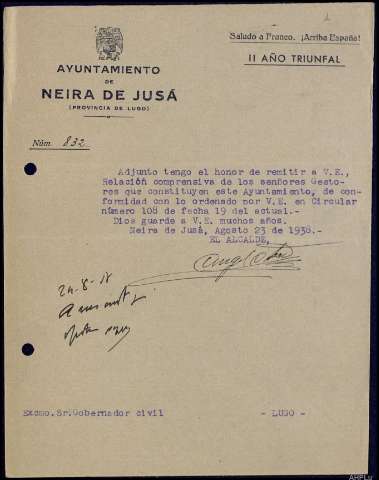 Saludo a Franco. ¡Arriba España!
II AÑO TRIUNFAL
AYUNTAMIENTO
DE
NEIRA DE JUSÁ
(PROVINCIA DE LUGO)
Núm. 832
Adjunto tengo el honor de remitir a V.E.,
Relación comprensiva de los señores Gesto-
res que constituyen este Ayuntamiento, de con-
formidad con lo ordenado por V.E. en Circular
número 108 de fecha 19 del actual.-
Dios guarde a V.E. muchos años.
Neira de Jusá, Agosto 23 de 1938.-
EL ALCALDE,
24-8-
Excmo. Sr. Gobernador civil - LUGO -